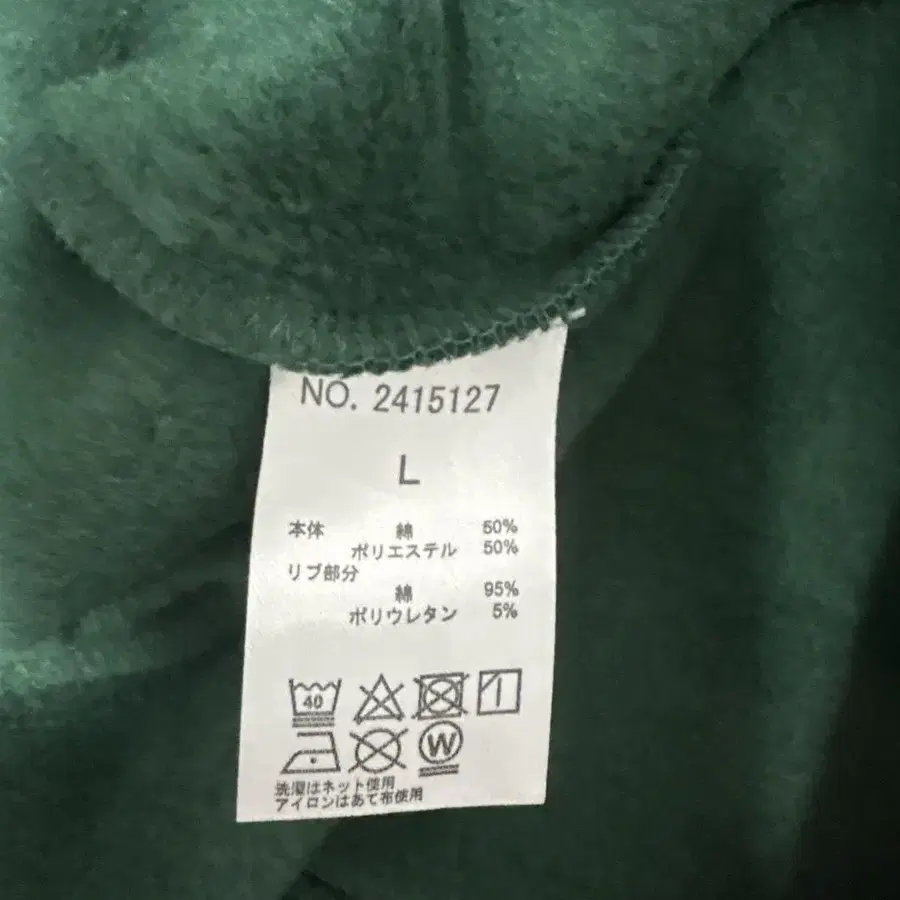 NO. 2415127
L
本体 綿 50%
ポリエステル 50%
リブ部分
綿 95%
ポリウレタン 5%
40
W
洗濯はネット使用
アイロンはあて布使用